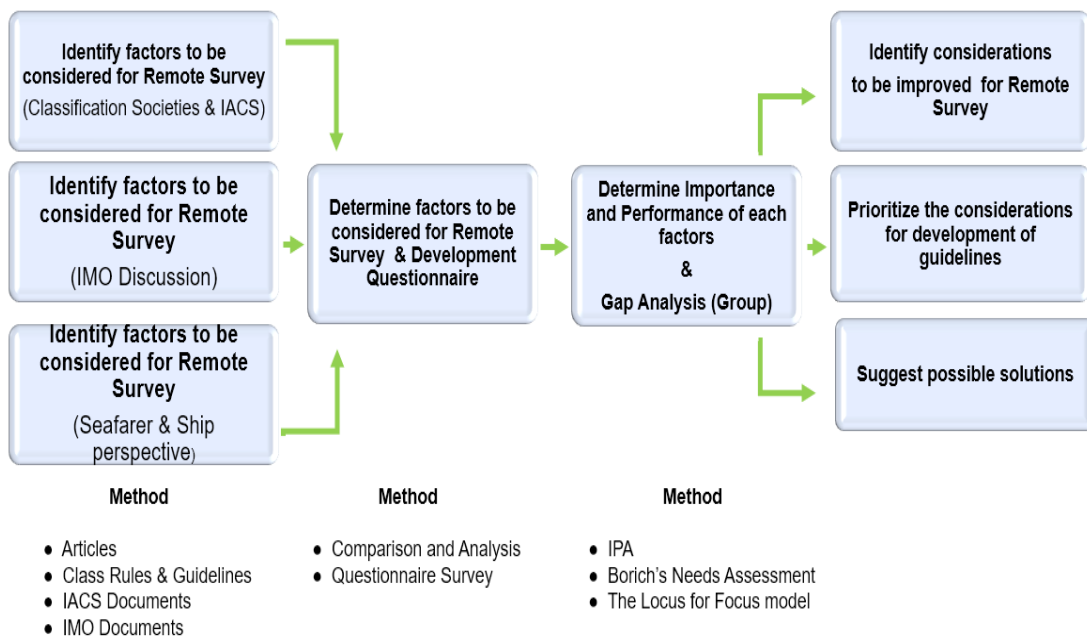 Identify factors to be
considered for Remote Survey
(Classification Societies & IACS)
Identify factors to be
considered for Remote
Survey
(IMO Discussion)
Identify factors to be
considered for Remote
Survey
(Seafarer & Ship
perspective)
Determine factors to be
considered for Remote
Survey & Development
Questionnaire
Determine Importance
and Performance of each
factors
&
Gap Analysis (Group)
Identify considerations
to be improved for Remote
Survey
Prioritize the considerations
for development of
guidelines
Suggest possible solutions
Method
• Articles
• Class Rules & Guidelines
• IACS Documents
• IMO Documents
Method
• Comparison and Analysis
• Questionnaire Survey
Method
• IPA
• Borich's Needs Assessment
• The Locus for Focus model